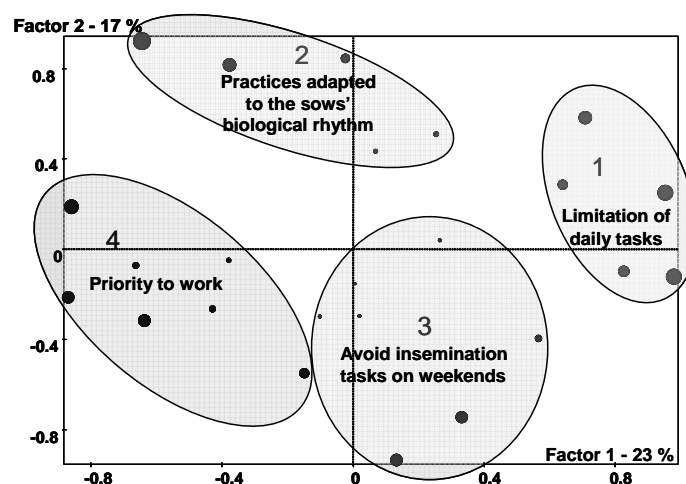 Factor 2 - 17 %
0.8
0.4
0
-0.4
-0.8
2
Practices adapted
to the sows'
biological rhythm
1
Limitation of
daily tasks
4
Priority to work
3
Avoid insemination
tasks on weekends
Factor 1 - 23 %
-0.8
-0.4
0
0.4
0.8